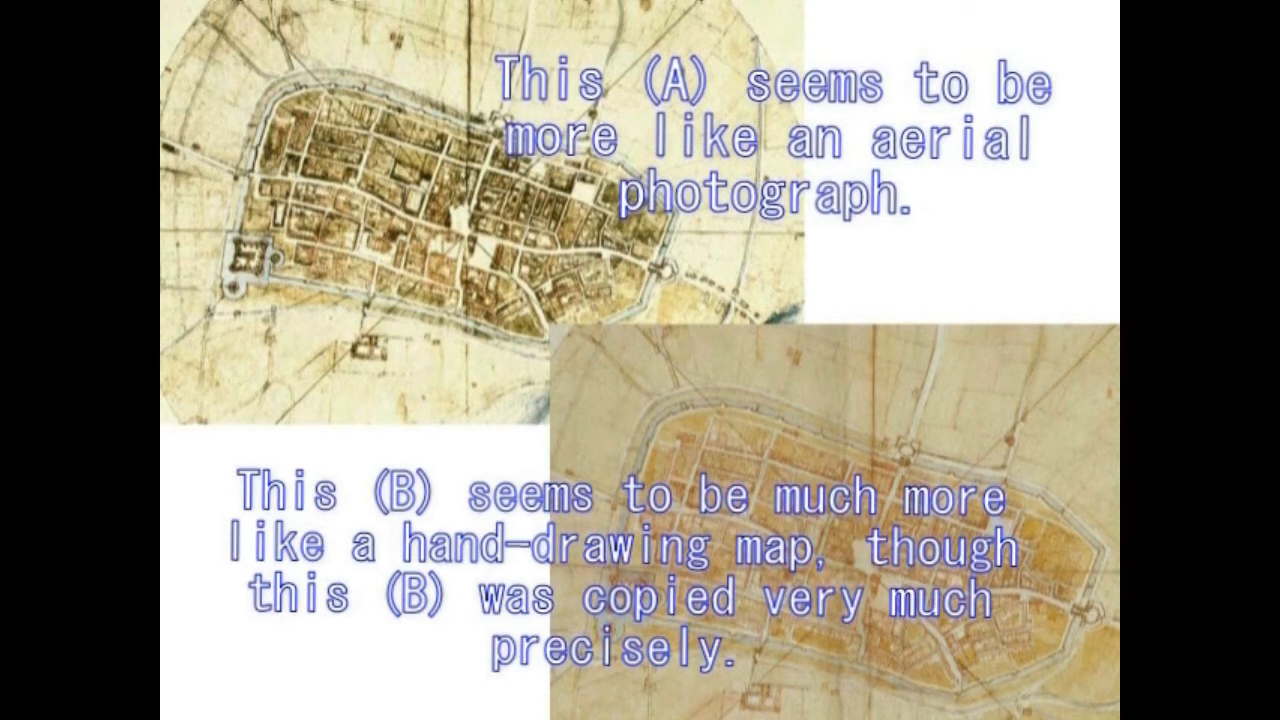 This (A) seems to be
more like an aerial
photograph.
This (B) seems to be much more
like a hand-drawing map, though
this (B) was copied very much
precisely.